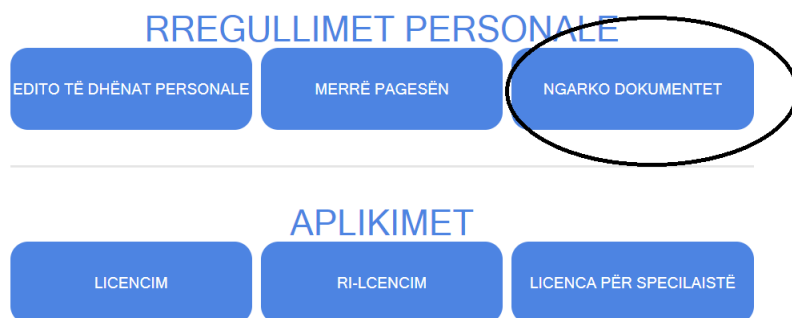 RREGULLIMET PERSONALE
EDITO TË DHËNAT PERSONALE
MERRË PAGESËN
NGARKO DOKUMENTET
APLIKIMET
LICENCIM
RI-LCENCIM
LICENCA PËR SPECILAISTË